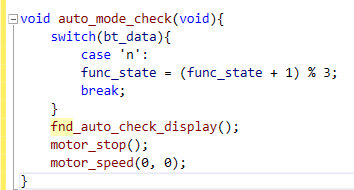 void auto_mode_check(void){
switch(bt_data){
case 'n':
func_state = (func_state + 1) % 3;
break;
}
fnd_auto_check_display();
motor_stop();
motor_speed(0, 0);
}